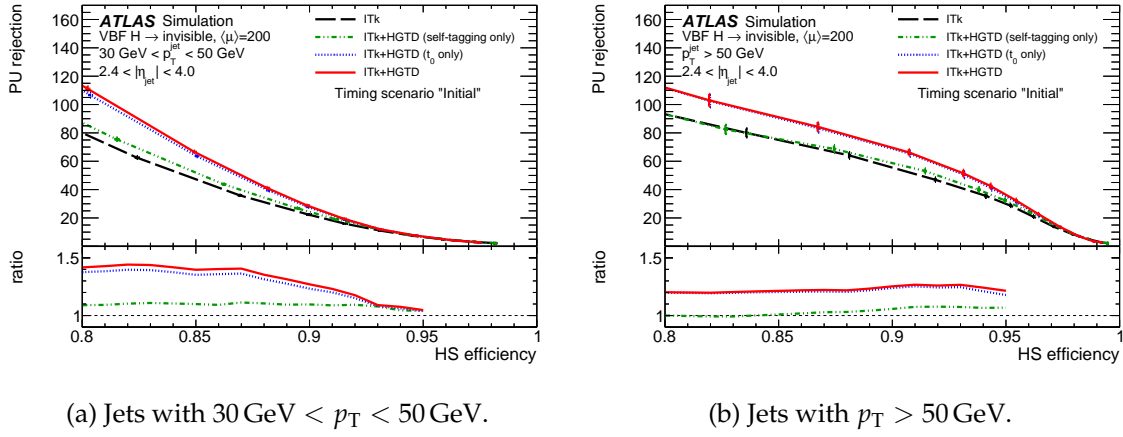 ATLAS Simulation
VBF H → invisible, ⟨μ⟩=200
30 GeV < p_T^jet < 50 GeV
2.4 < |η_jet| < 4.0
ITk
ITk+HGTD (self-tagging only)
ITk+HGTD (t_0 only)
ITk+HGTD
Timing scenario "Initial"
PU rejection
160
140
120
100
80
60
40
20
ratio
1.5
1
0.8 0.85 0.9 0.95 1
HS efficiency
(a) Jets with 30 GeV < p_T < 50 GeV.
ATLAS Simulation
VBF H → invisible, ⟨μ⟩=200
p_T^jet > 50 GeV
2.4 < |η_jet| < 4.0
ITk
ITk+HGTD (self-tagging only)
ITk+HGTD (t_0 only)
ITk+HGTD
Timing scenario "Initial"
PU rejection
160
140
120
100
80
60
40
20
ratio
1.5
1
0.8 0.85 0.9 0.95 1
HS efficiency
(b) Jets with p_T > 50 GeV.